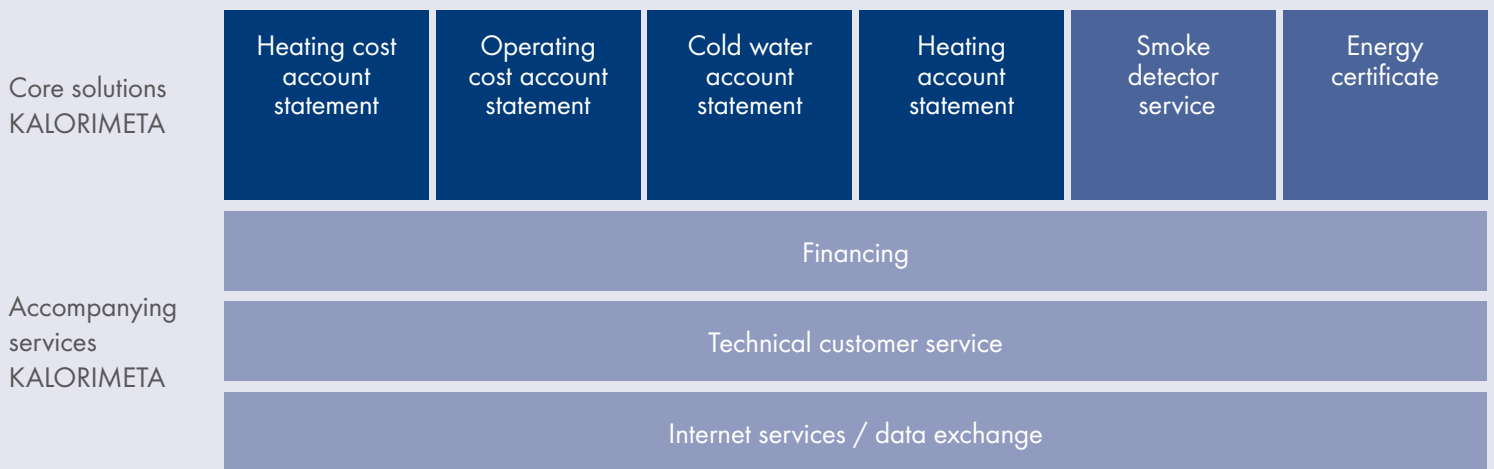 Core solutions
KALORIMETA
Heating cost
account
statement
Operating
cost account
statement
Cold water
account
statement
Heating
account
statement
Smoke
detector
service
Energy
certificate
Accompanying
services
KALORIMETA
Financing
Technical customer service
Internet services / data exchange